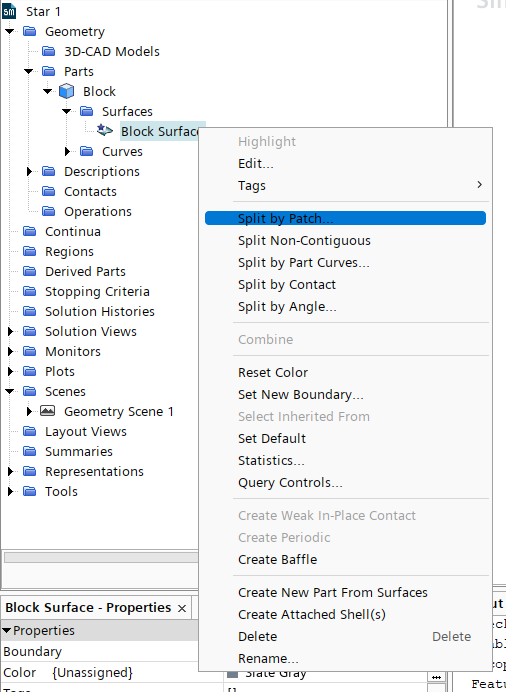 Star 1
Geometry
3D-CAD Models
Parts
Block
Surfaces
Block Surface
Curves
Descriptions
Contacts
Operations
Continua
Regions
Derived Parts
Stopping Criteria
Solution Histories
Solution Views
Monitors
Plots
Scenes
Geometry Scene 1
Layout Views
Summaries
Representations
Tools
Highlight
Edit...
Tags
Split by Patch...
Split Non-Contiguous
Split by Part Curves...
Split by Contact
Split by Angle...
Combine
Reset Color
Set New Boundary...
Select Inherited From
Set Default
Statistics...
Query Controls...
Create Weak In-Place Contact
Create Periodic
Create Baffle
Create New Part From Surfaces
Create Attached Shell(s)
Delete Delete
Rename...
Block Surface - Properties ×
Properties
Boundary
Color {Unassigned} Slate Gray ...
Tags []